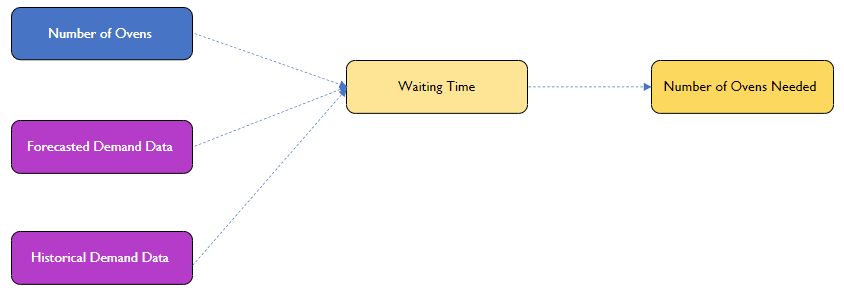 Number of Ovens
Waiting Time
Number of Ovens Needed
Forecasted Demand Data
Historical Demand Data